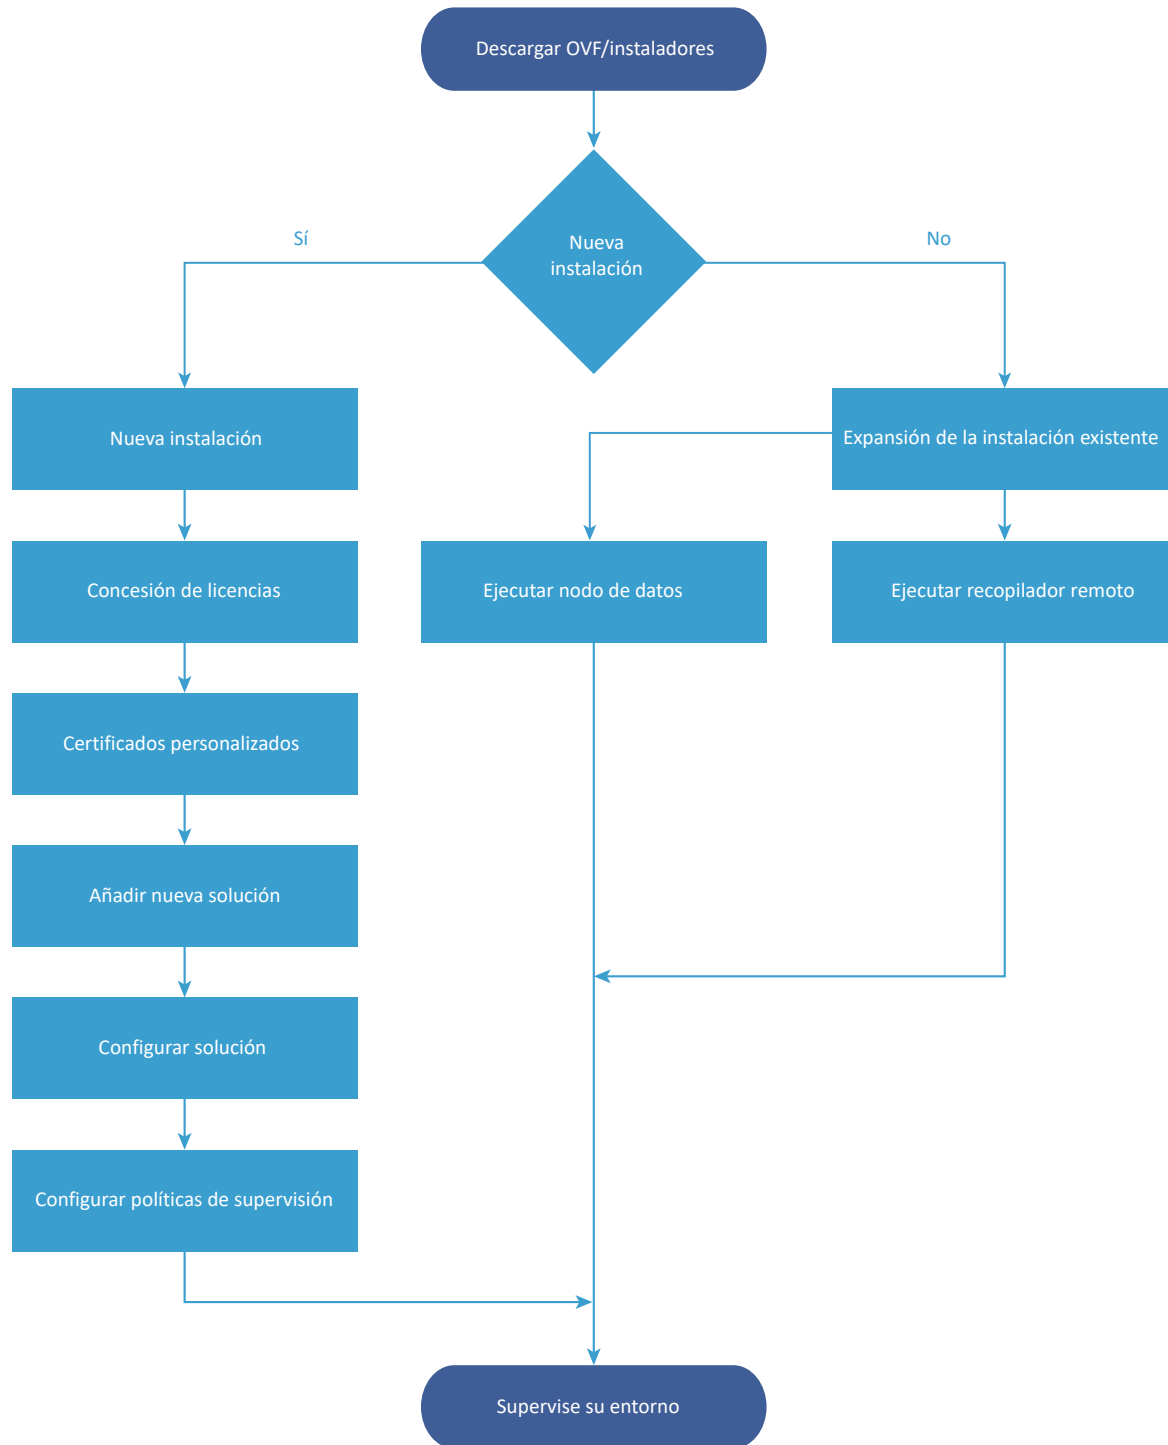 Descargar OVF/instaladores
Nueva
instalación
Sí
No
Nueva instalación
Expansión de la instalación existente
Concesión de licencias
Ejecutar nodo de datos
Ejecutar recopilador remoto
Certificados personalizados
Añadir nueva solución
Configurar solución
Configurar políticas de supervisión
Supervise su entorno